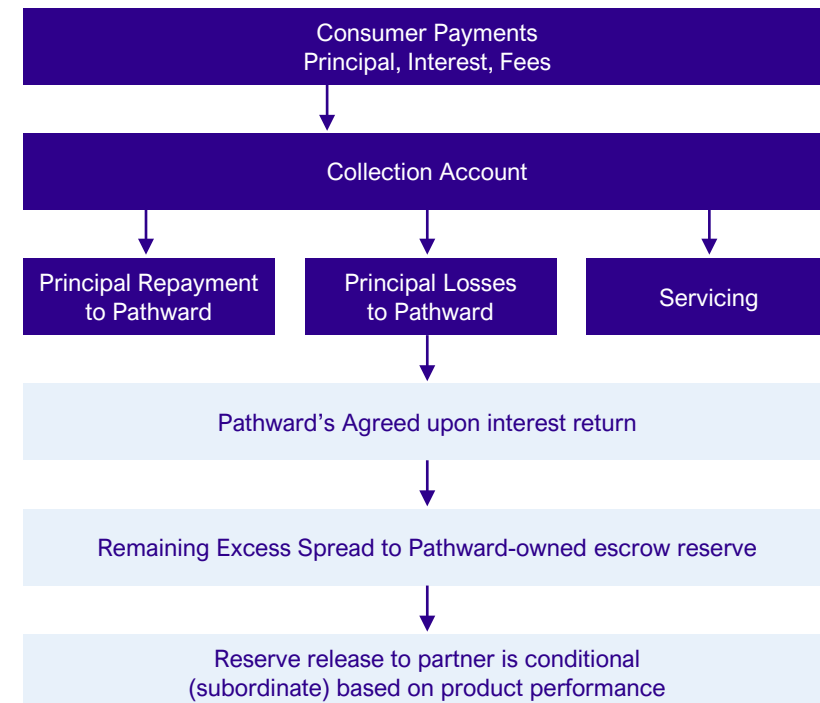 Consumer Payments
Principal, Interest, Fees
Collection Account
Principal Repayment
to Pathward
Principal Losses
to Pathward
Servicing
Pathward’s Agreed upon interest return
Remaining Excess Spread to Pathward-owned escrow reserve
Reserve release to partner is conditional
(subordinate) based on product performance